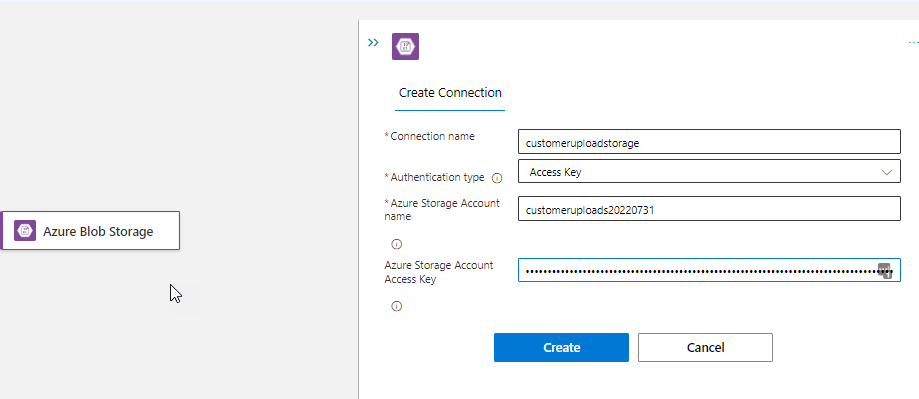 Create Connection
* Connection name
customeruploadstorage
* Authentication type
Access Key
* Azure Storage Account
name
customeruploads20220731
Azure Blob Storage
Azure Storage Account
Access Key
Create
Cancel